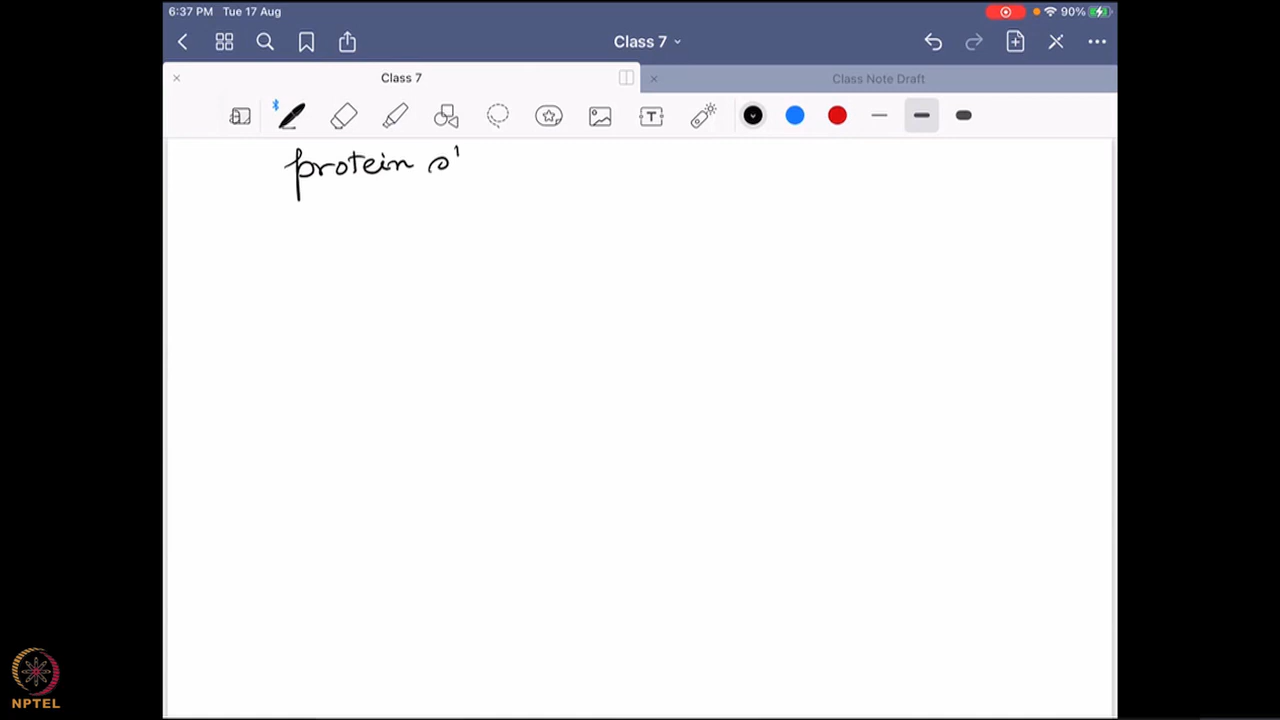 6:37 PM Tue 17 Aug 90%
Class 7
Class 7 Class Note Draft
T
protein
NPTEL